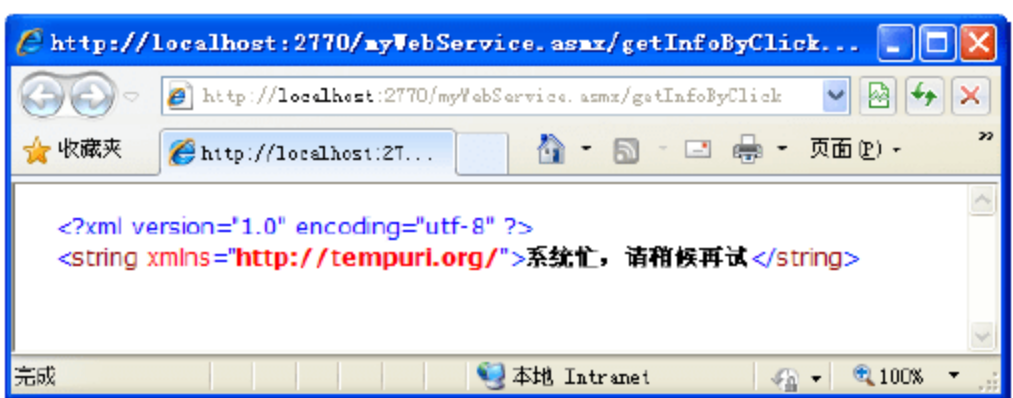 http://localhost:2770/myWebService.asmx/getInfoByClick...
http://localhost:2770/myWebService.asmx/getInfoByClick
收藏夹 http://localhost:27... 页面(P) »
<?xml version="1.0" encoding="utf-8" ?>
<string xmlns="http://tempuri.org/">系统忙，请稍候再试</string>
完成 本地 Intranet 100%